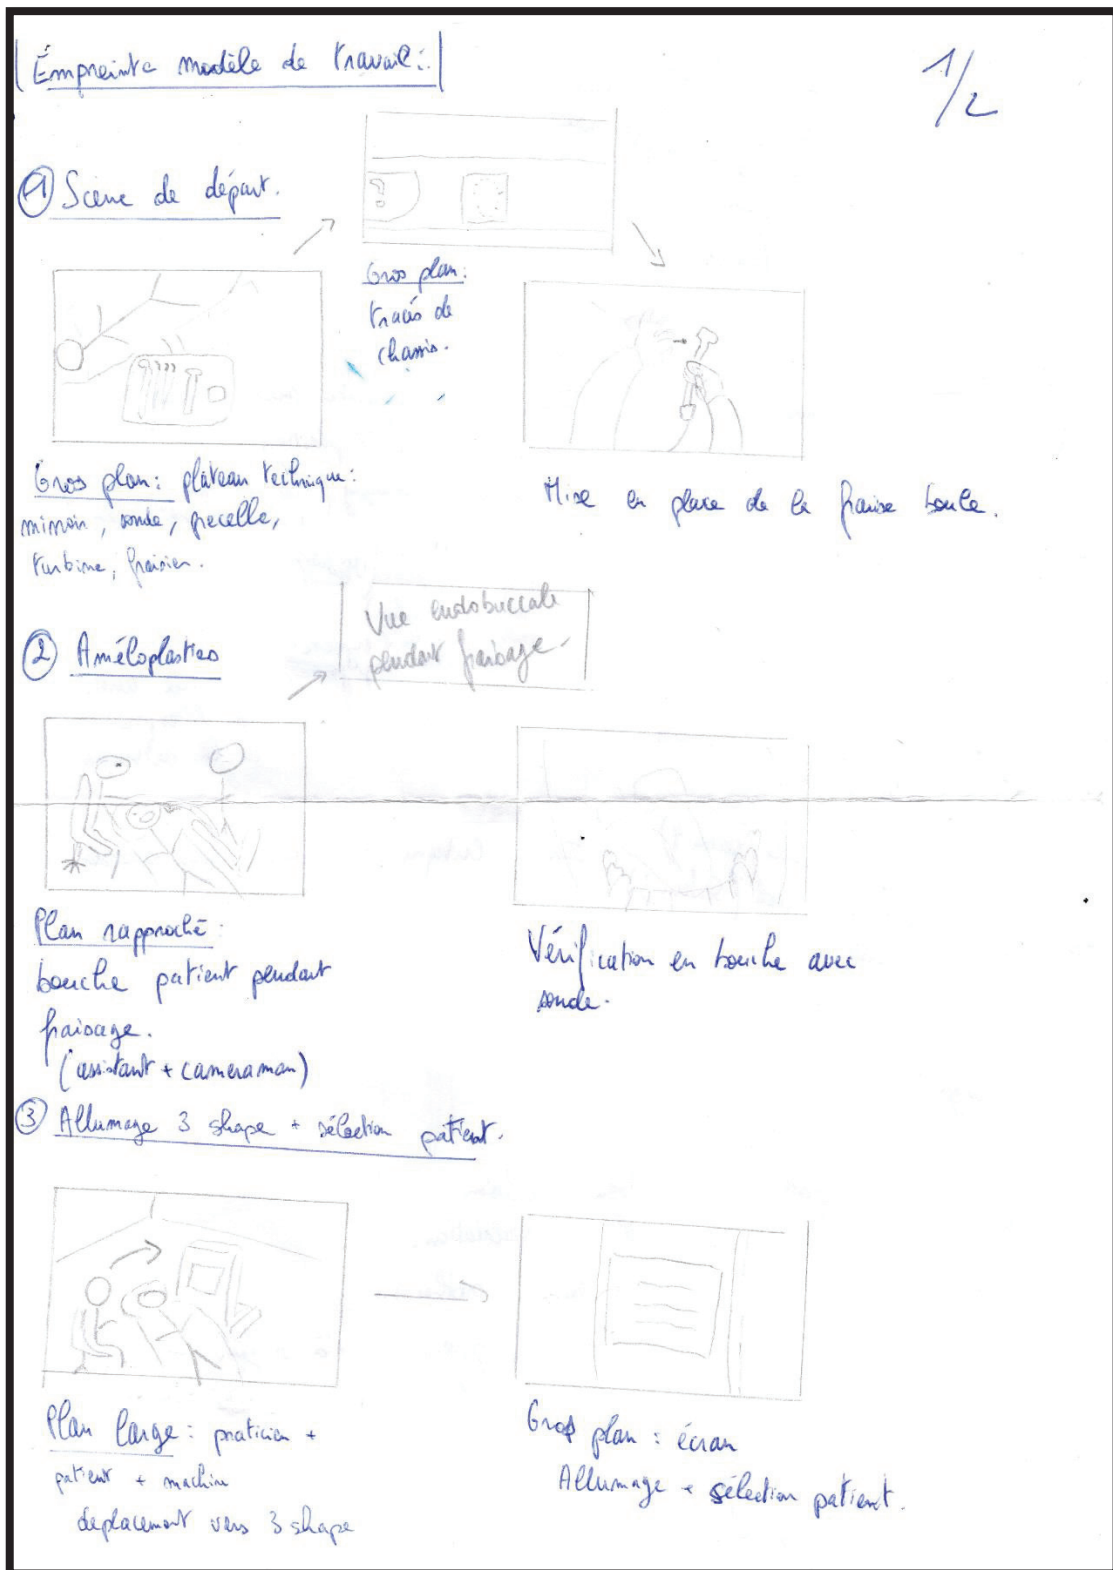 Empreinte modèle de travail :
1/2
① Scène de départ.
Gros plan :
tracés de
chassis.
Gros plan : plateau technique :
miroir, sonde, precelle,
turbine, fraisier.
Mise en place de la fraise boule.
Vue endobuccale
pendant fraisage.
② Améloplasties
Plan rapproché :
bouche patient pendant
fraisage.
(assistant + cameraman)
Vérification en bouche avec
sonde.
③ Allumage 3 shape + sélection patient.
Plan large : praticien +
patient + machine
deplacement vers 3 shape
Gros plan : écran
Allumage + sélection patient.